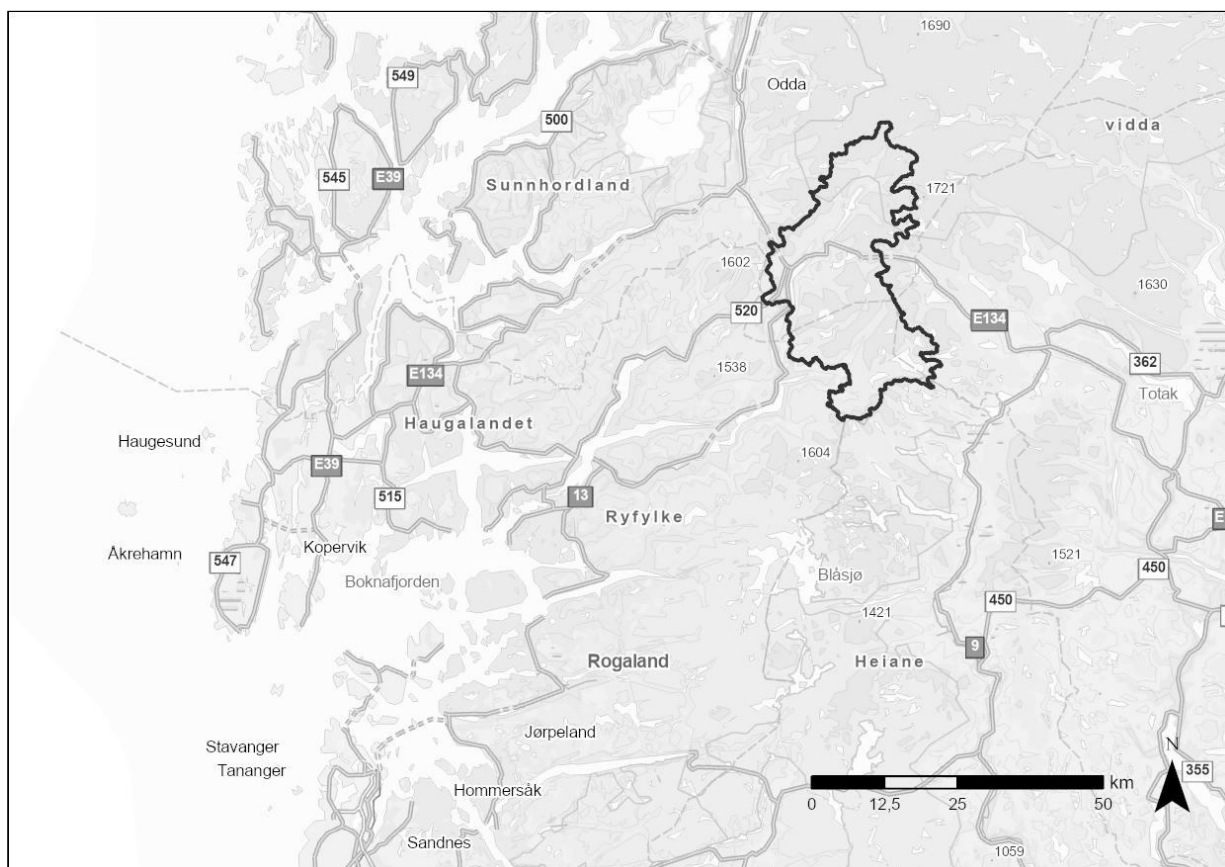 1690
549
Odda
500
vidda
E39
545
Sunnhordland
1721
1602
1630
520
E134
1538
362
E134
Totak
Haugalandet
Haugesund
1604
E39
13
515
Ryfylke
Kopervik
Åkrehamn
547
1521
Boknafjorden
Blåsjø
450
450
1421
9
Rogaland
Heiane
Jørpeland
Stavanger
N
Tananger
355
km
Hommersåk
0
12,5
25
50
Sandnes
1059